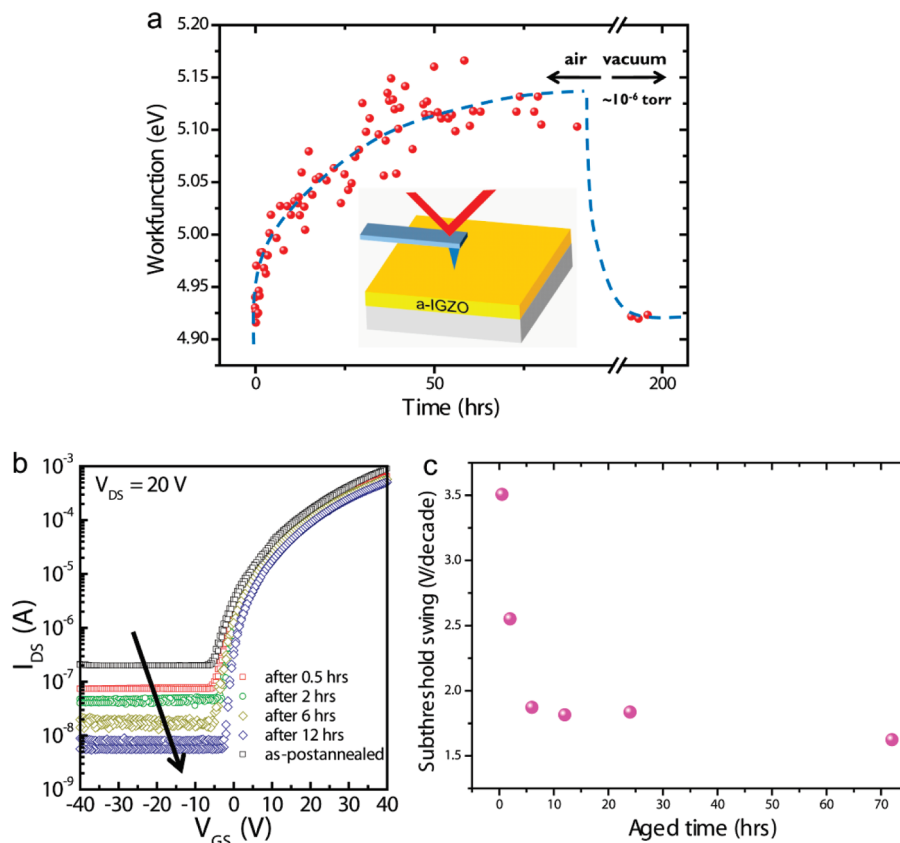 a
5.20
5.15
5.10
5.05
5.00
4.95
4.90
Workfunction (eV)
air vacuum
~10⁻⁶ torr
a-IGZO
0 50 200
Time (hrs)
b
V_DS = 20 V
10⁻³
10⁻⁴
10⁻⁵
10⁻⁶
10⁻⁷
10⁻⁸
10⁻⁹
I_DS (A)
after 0.5 hrs
after 2 hrs
after 6 hrs
after 12 hrs
as-postannealed
-40 -30 -20 -10 0 10 20 30 40
V_GS (V)
c
3.5
3.0
2.5
2.0
1.5
Subthreshold swing (V/decade)
0 10 20 30 40 50 60 70
Aged time (hrs)